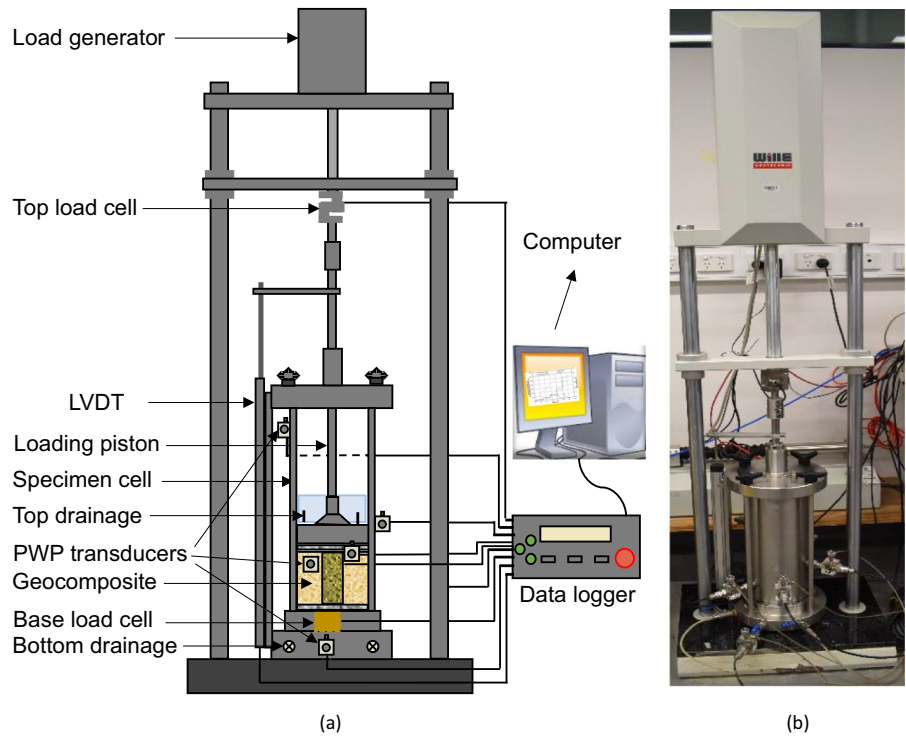 Load generator
Top load cell
Computer
LVDT
Loading piston
Specimen cell
Top drainage
PWP transducers
Geocomposite
Base load cell
Bottom drainage
Data logger
(a)
WillE
(b)